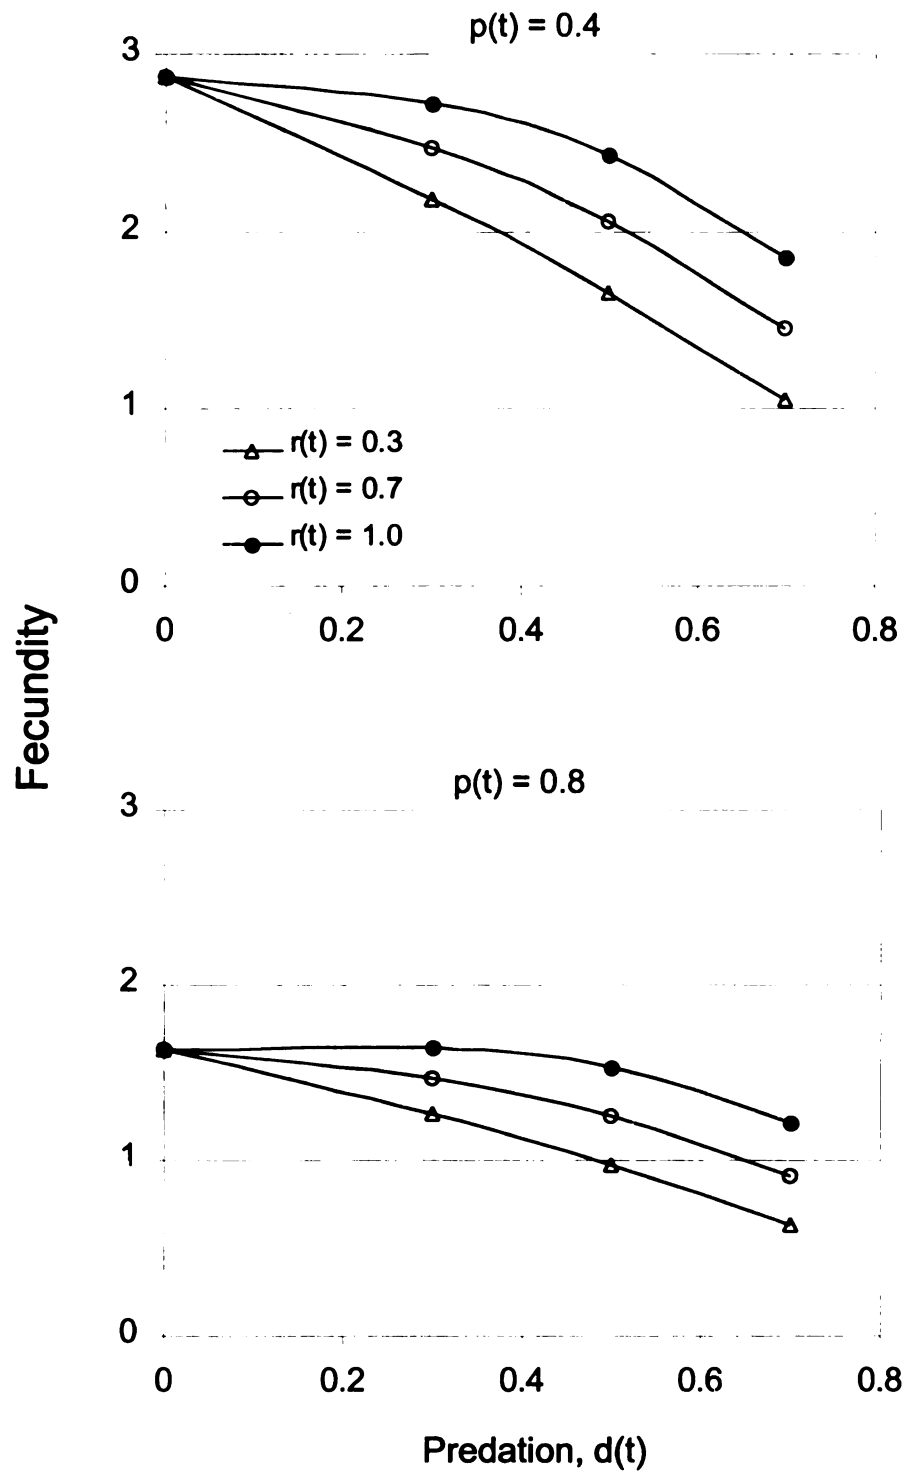 p(t) = 0.4
3
2
1
0
r(t) = 0.3
r(t) = 0.7
r(t) = 1.0
0 0.2 0.4 0.6 0.8
Fecundity
p(t) = 0.8
3
2
1
0
0 0.2 0.4 0.6 0.8
Predation, d(t)